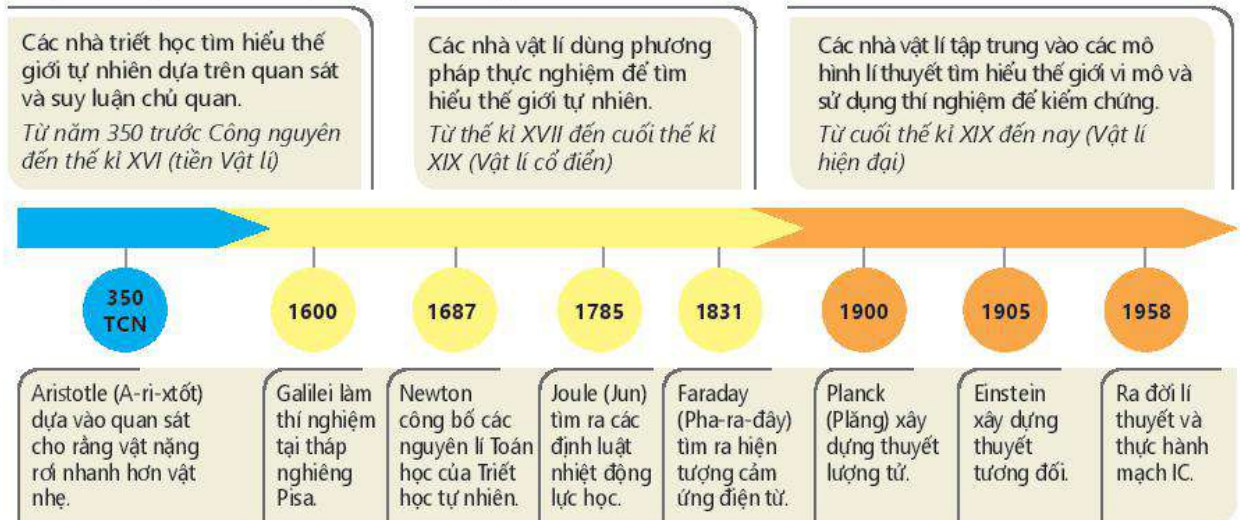 Các nhà triết học tìm hiểu thế
giới tự nhiên dựa trên quan sát
và suy luận chủ quan.
Từ năm 350 trước Công nguyên
đến thế kỉ XVI (tiền Vật lí)
Các nhà vật lí dùng phương
pháp thực nghiệm để tìm
hiểu thế giới tự nhiên.
Từ thế kỉ XVII đến cuối thế kỉ
XIX (Vật lí cổ điển)
Các nhà vật lí tập trung vào các mô
hình lí thuyết tìm hiểu thế giới vi mô và
sử dụng thí nghiệm để kiểm chứng.
Từ cuối thế kỉ XIX đến nay (Vật lí
hiện đại)
350
TCN
1600
1687
1785
1831
1900
1905
1958
Aristotle (A-ri-xtốt)
dựa vào quan sát
cho rằng vật nặng
rơi nhanh hơn vật
nhẹ.
Galilei làm
thí nghiệm
tại tháp
nghiêng
Pisa.
Newton
công bố các
nguyên lí Toán
học của Triết
học tự nhiên.
Joule (Jun)
tìm ra các
định luật
nhiệt động
lực học.
Faraday
(Pha-ra-đây)
tìm ra hiện
tượng cảm
ứng điện từ.
Planck
(Plăng) xây
dựng thuyết
lượng tử.
Einstein
xây dựng
thuyết
tương đối.
Ra đời lí
thuyết và
thực hành
mạch IC.